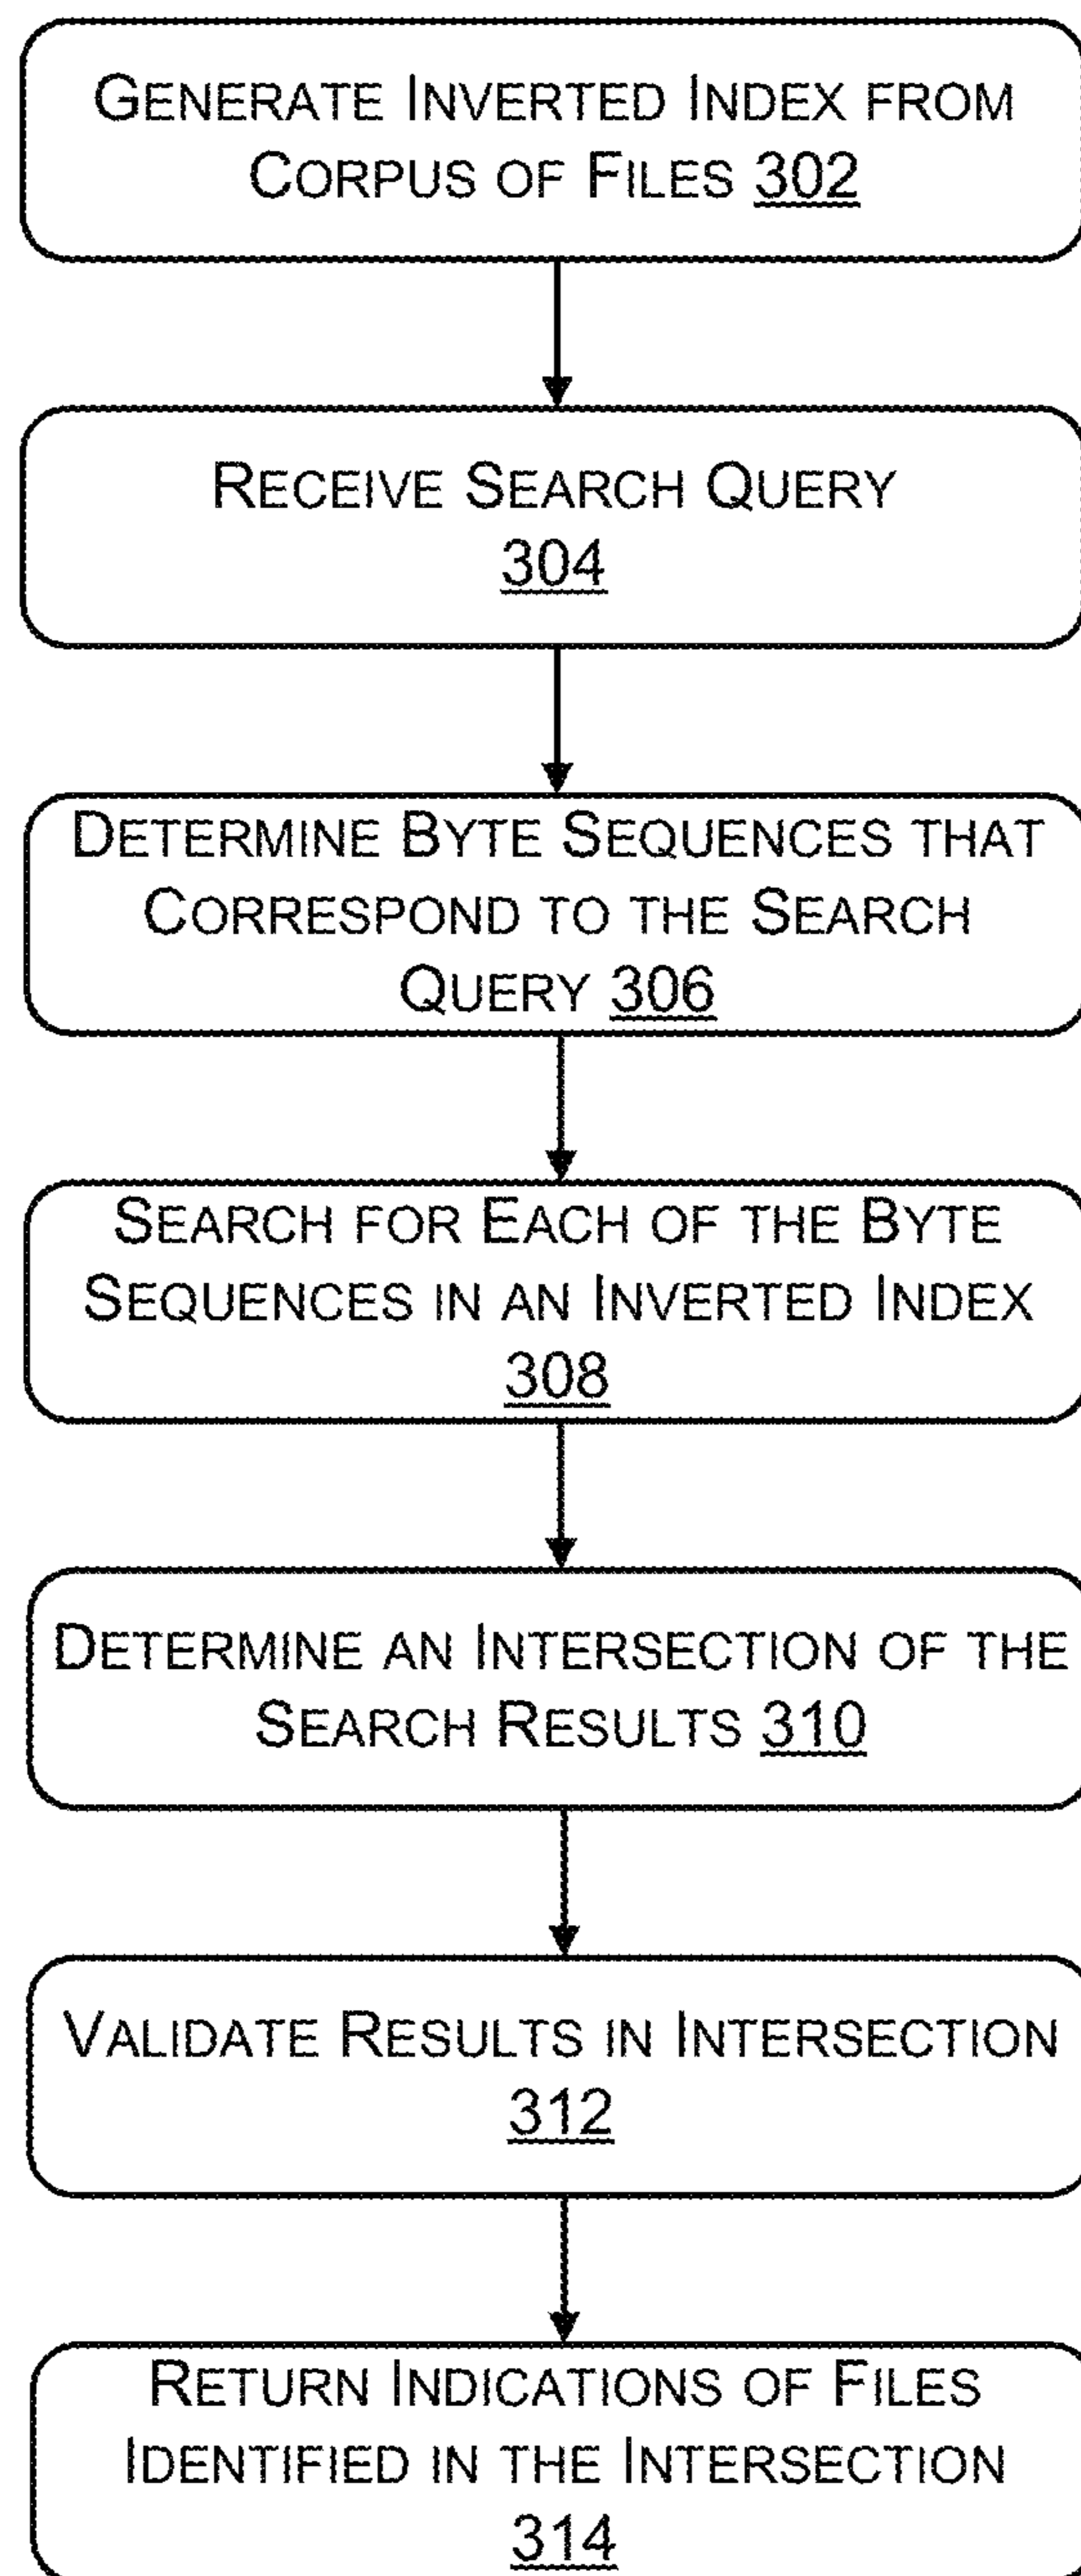 GENERATE INVERTED INDEX FROM
CORPUS OF FILES 302
RECEIVE SEARCH QUERY
304
DETERMINE BYTE SEQUENCES THAT
CORRESPOND TO THE SEARCH
QUERY 306
SEARCH FOR EACH OF THE BYTE
SEQUENCES IN AN INVERTED INDEX
308
DETERMINE AN INTERSECTION OF THE
SEARCH RESULTS 310
VALIDATE RESULTS IN INTERSECTION
312
RETURN INDICATIONS OF FILES
IDENTIFIED IN THE INTERSECTION
314